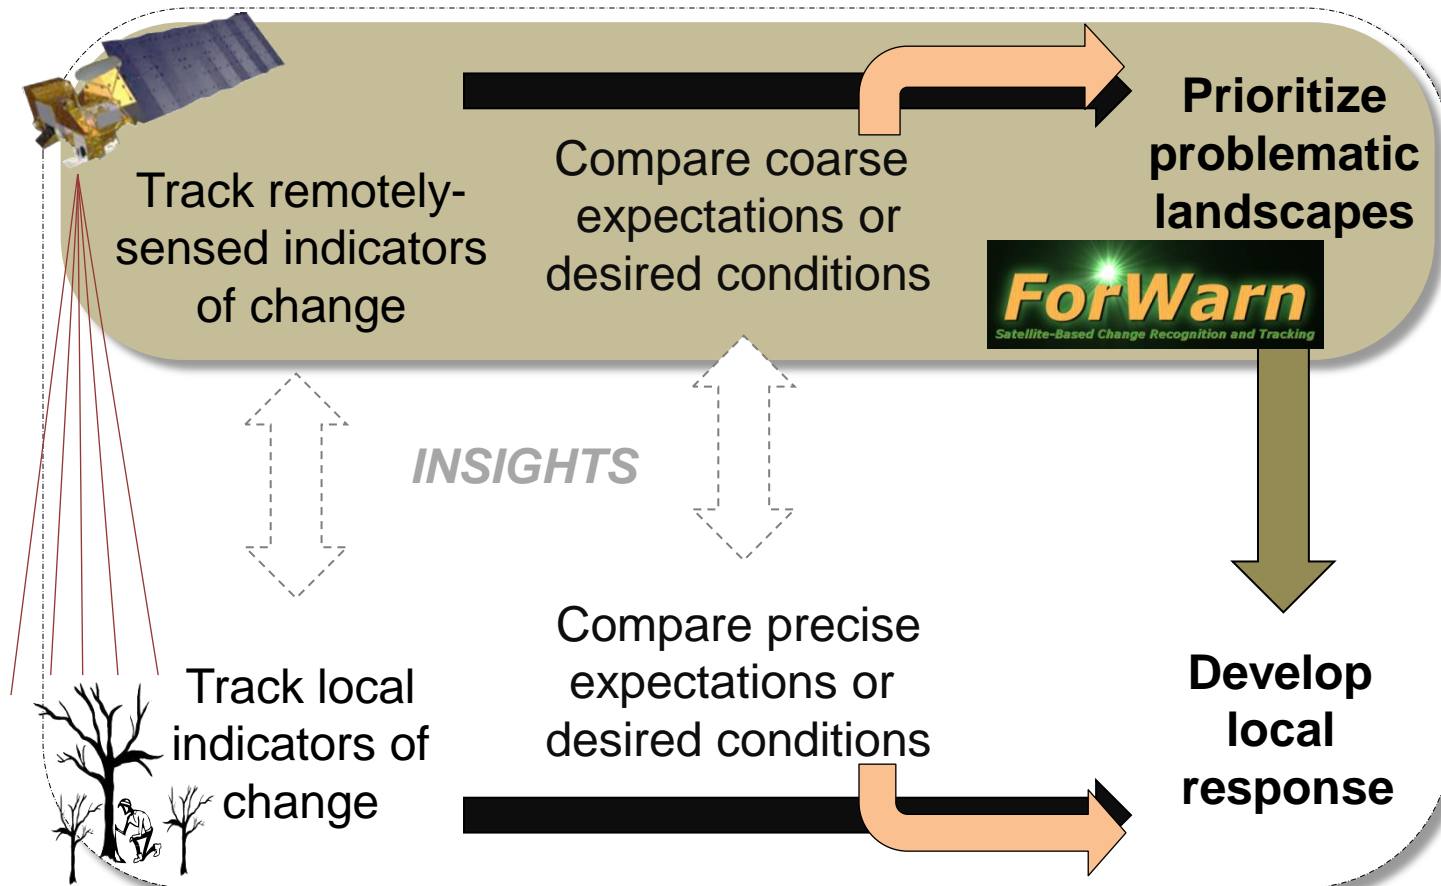 Track remotely-
sensed indicators
of change
Compare coarse
expectations or
desired conditions
Prioritize
problematic
landscapes
ForWarn
Satellite-Based Change Recognition and Tracking
INSIGHTS
Track local
indicators of
change
Compare precise
expectations or
desired conditions
Develop
local
response